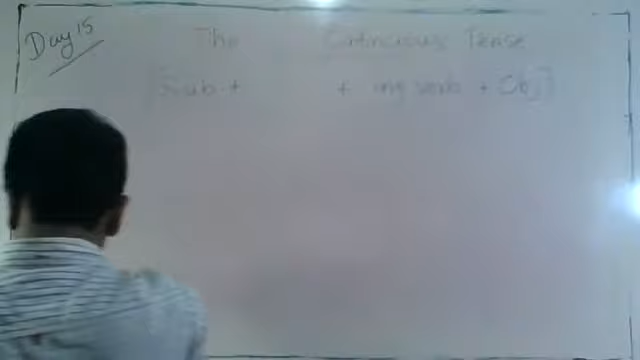 Day 15
The Continuous Tense
[Sub + + ing verb + Obj]